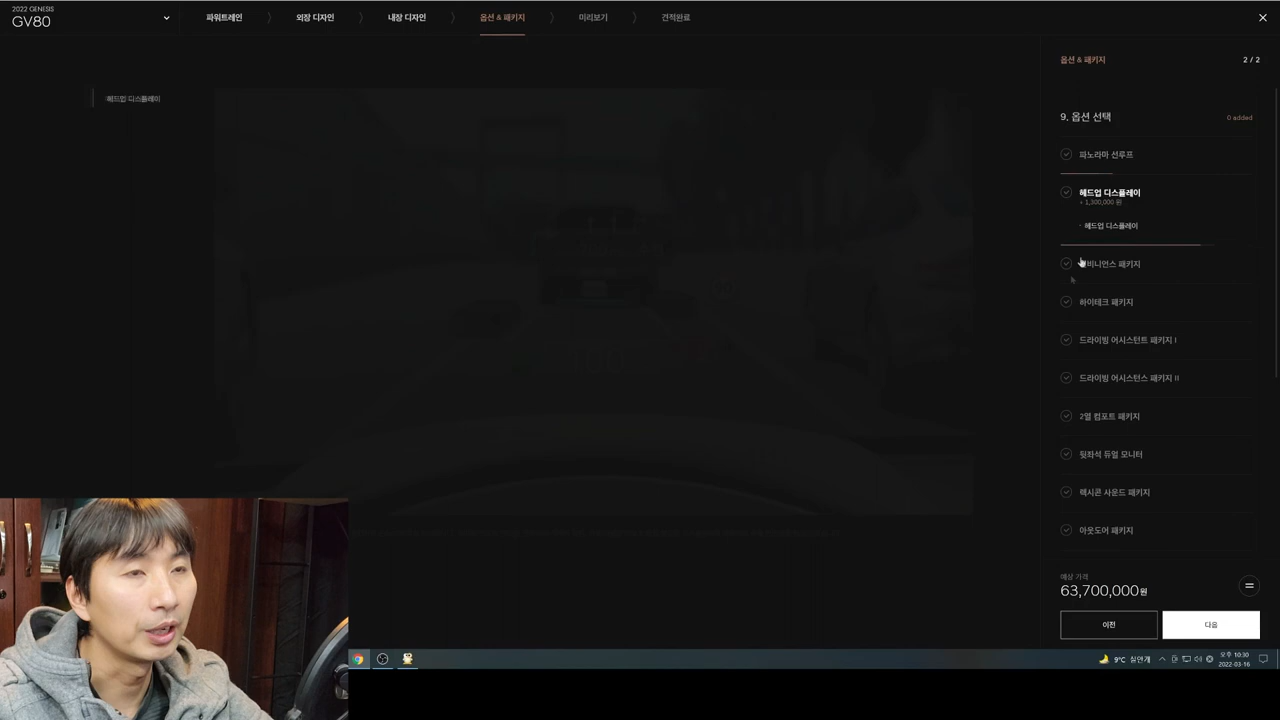 2022 GENESIS
GV80
파워트레인
외장 디자인
내장 디자인
옵션 & 패키지
미리보기
견적완료
옵션 & 패키지
2 / 2
헤드업 디스플레이
9. 옵션 선택
0 added
파노라마 선루프
헤드업 디스플레이
+ 1,300,000 원
· 헤드업 디스플레이
비니언스 패키지
하이테크 패키지
드라이빙 어시스턴트 패키지 I
드라이빙 어시스턴스 패키지 II
2열 컴포트 패키지
뒷좌석 듀얼 모니터
렉시콘 사운드 패키지
아웃도어 패키지
예상 가격
63,700,000원
이전
다음
9°C 실안개
오후 10:30
2022-03-16